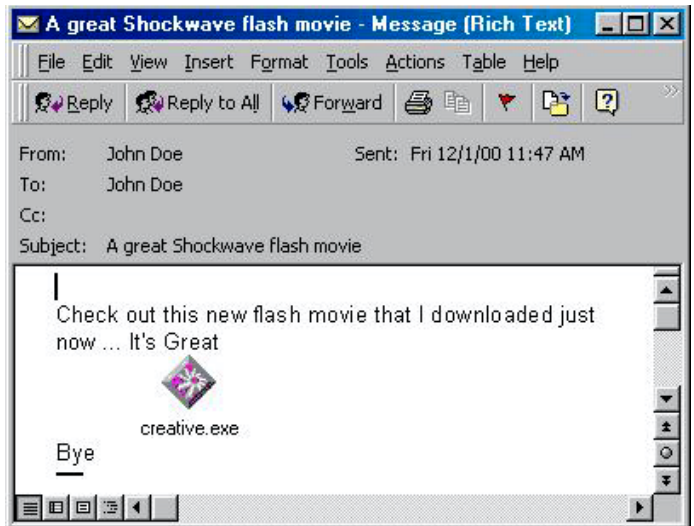 A great Shockwave flash movie - Message (Rich Text)
File Edit View Insert Format Tools Actions Table Help
Reply Reply to All Forward
From: John Doe Sent: Fri 12/1/00 11:47 AM
To: John Doe
Cc:
Subject: A great Shockwave flash movie
Check out this new flash movie that I downloaded just
now ... It's Great
creative.exe
Bye